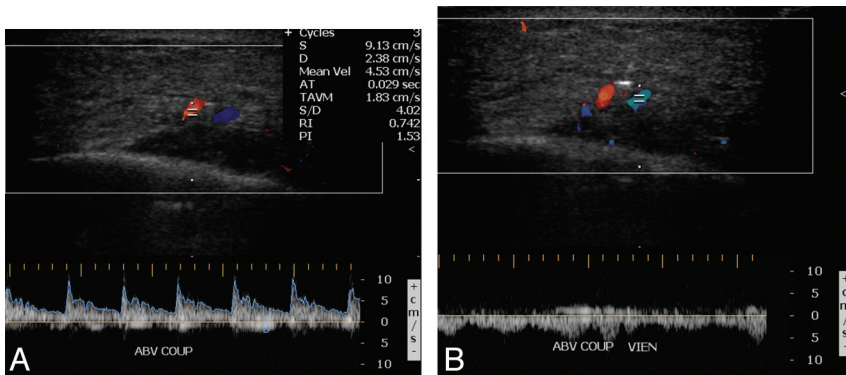 + Cycles 3
S 9.13 cm/s
D 2.38 cm/s
Mean Vel 4.53 cm/s
AT 0.029 sec
TAVM 1.83 cm/s
S/D 4.02
RI 0.742
PI 1.53
<
- 10
- 5
- 0
- 5
- 10
+
c
m
/
s
-
ABV COUP
A
<
- 10
- 5
- 0
- 5
- 10
+
c
m
/
s
-
ABV COUP VIEN
B